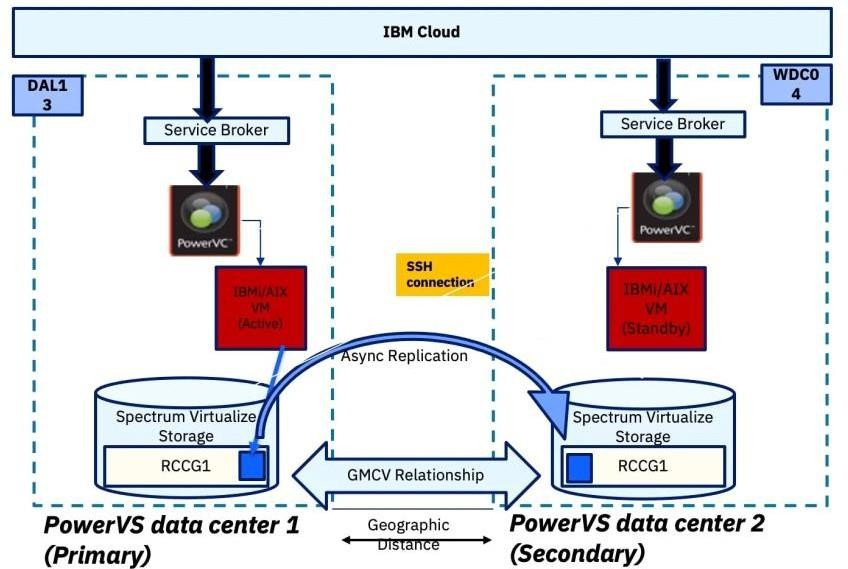 IBM Cloud
DAL1
3
WDC0
4
Service Broker
Service Broker
PowerVC™
PowerVC™
SSH
connection
IBMi/AIX
VM
(Active)
IBMi/AIX
VM
(Standby)
Async Replication
Spectrum Virtualize
Storage
Spectrum Virtualize
Storage
RCCG1
GMCV Relationship
RCCG1
PowerVS data center 1
(Primary)
Geographic
Distance
PowerVS data center 2
(Secondary)